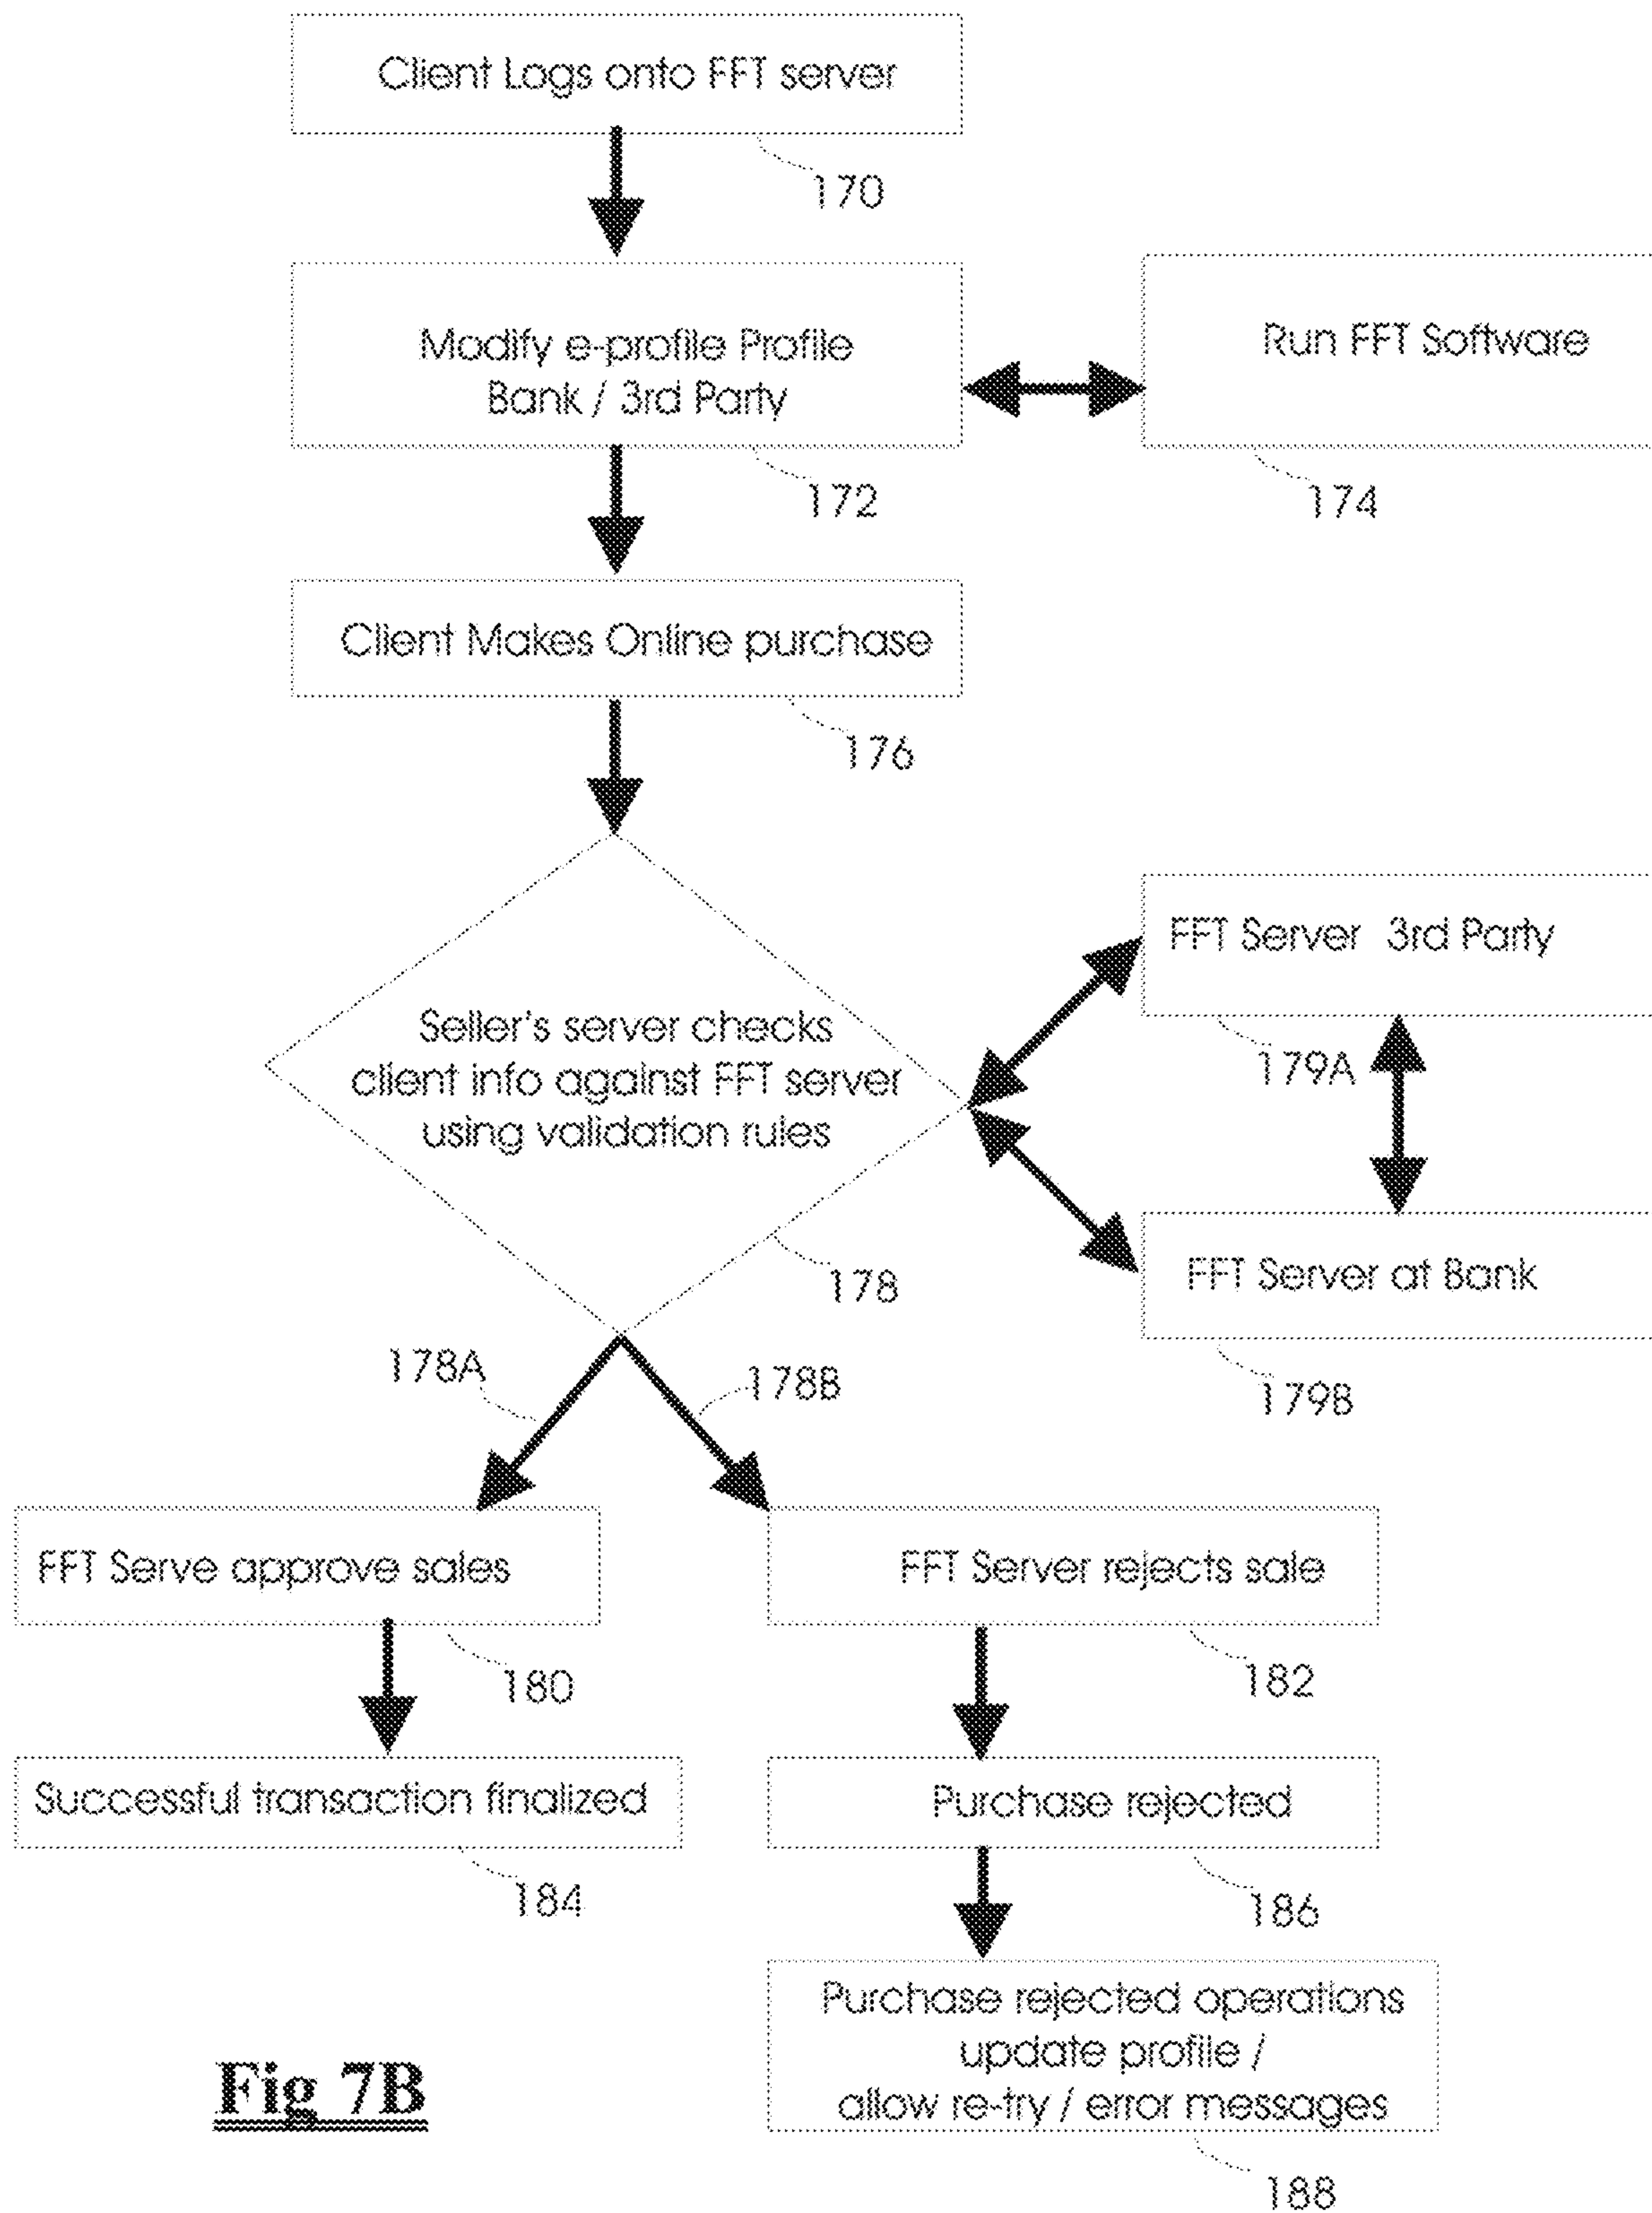 Client Logs onto FFT server
170
Modify e-profile Profile
Bank / 3rd Party
172
Run FFT Software
174
Client Makes Online purchase
176
Seller's server checks
client info against FFT server
using validation rules
178
FFT Server 3rd Party
179A
FFT Server at Bank
179B
178A
178B
FFT Serve approve sales
180
FFT Server rejects sale
182
Successful transaction finalized
184
Purchase rejected
186
Purchase rejected operations
update profile /
allow re-try / error messages
188
Fig 7B